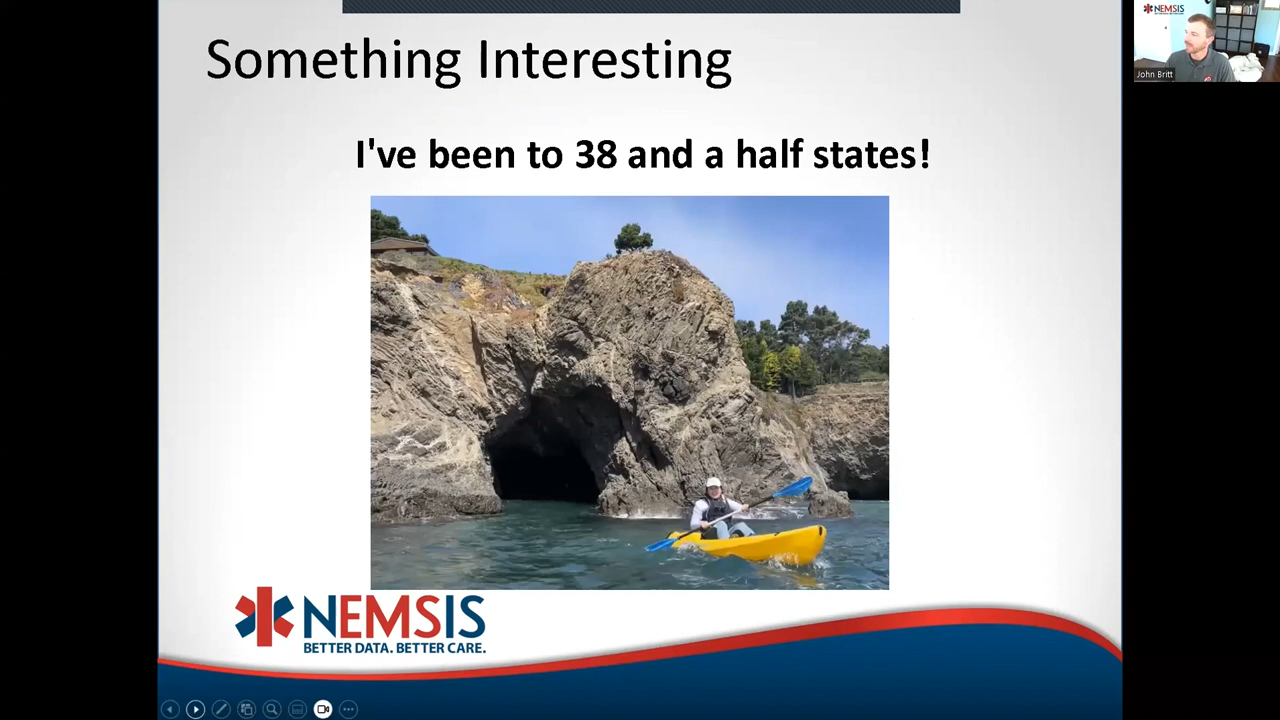 Something Interesting
I've been to 38 and a half states!
NEMSIS
BETTER DATA. BETTER CARE.
NEMSIS
John Britt